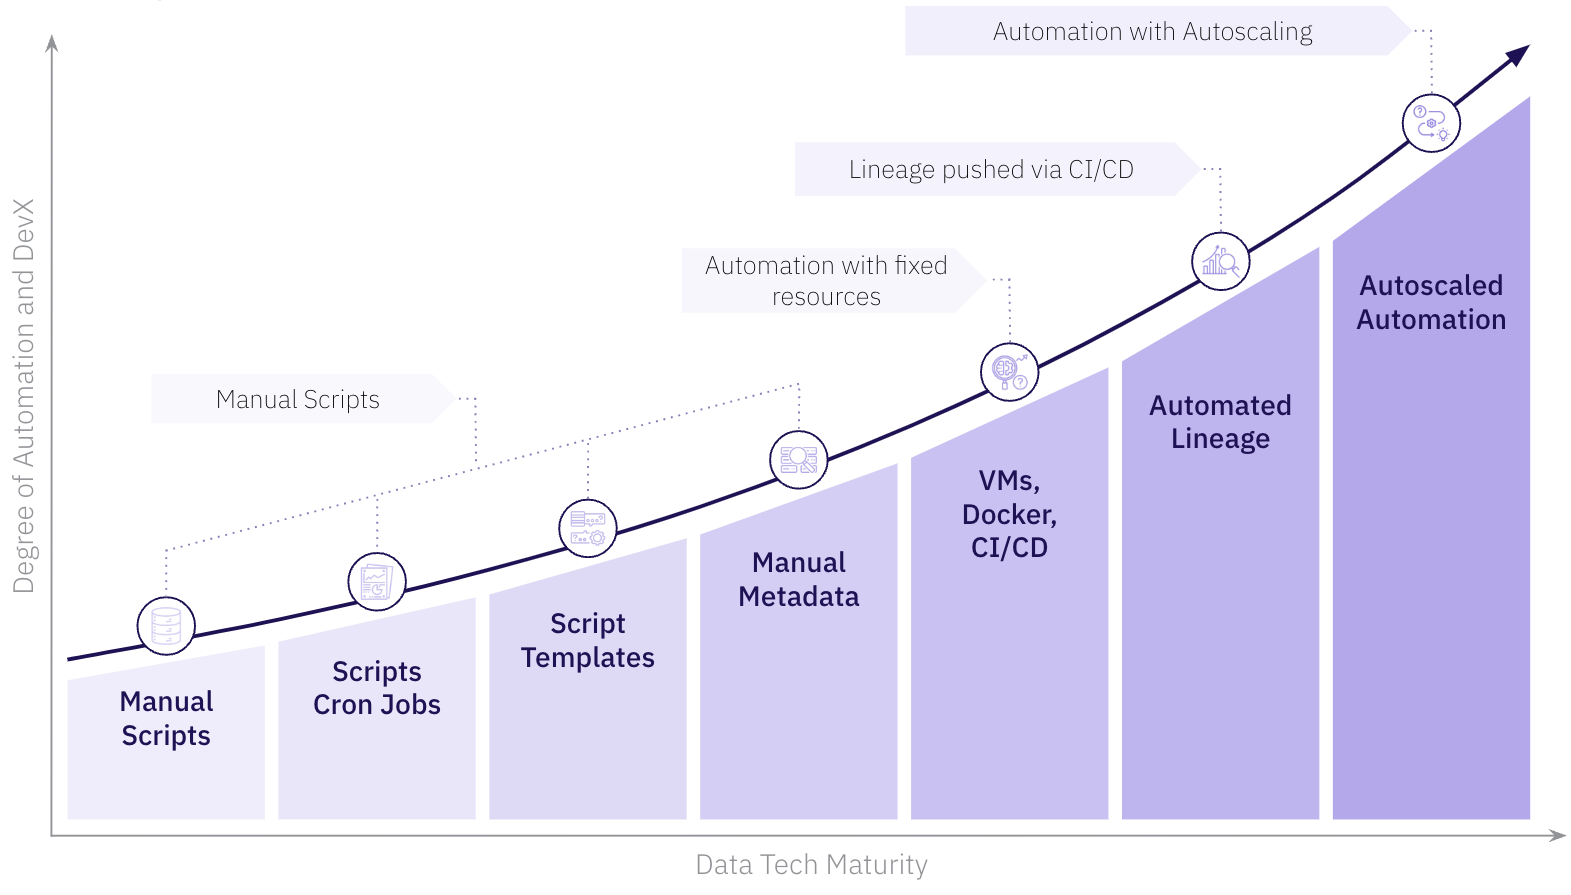 Automation with Autoscaling
Lineage pushed via CI/CD
Automation with fixed
resources
Manual Scripts
Degree of Automation and DevX
Manual
Scripts
Scripts
Cron Jobs
Script
Templates
Manual
Metadata
VMs,
Docker,
CI/CD
Automated
Lineage
Autoscaled
Automation
Data Tech Maturity